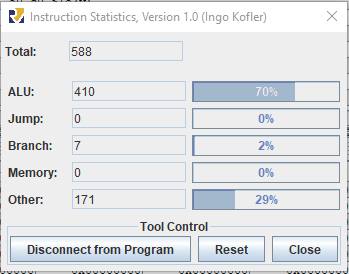 Instruction Statistics, Version 1.0 (Ingo Kofler)
Total: 588
ALU: 410 70%
Jump: 0 0%
Branch: 7 2%
Memory: 0 0%
Other: 171 29%
Tool Control
Disconnect from Program Reset Close